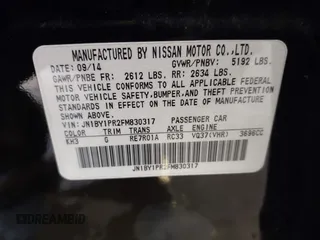 MANUFACTURED BY NISSAN MOTOR CO.,LTD.
DATE: 09/14 GVWR/PNBV: 5192 LBS.
GAWR/PNBE FR: 2612 LBS. RR: 2634 LBS.
THIS VEHICLE CONFORMS TO ALL APPLICABLE FEDERAL
MOTOR VEHICLE SAFETY,BUMPER,AND THEFT PREVENTION
STANDARDS IN EFFECT ON THE DATE OF MANUFACTURE
SHOWN ABOVE.
VIN: JN1BY1PR2FM830317 PASSENGER CAR
COLOR TRIM TRANS AXLE ENGINE
KH3 G RE7R01A RC33 VQ37(VHR) 3696CC
JN1BY1PR2FM830317